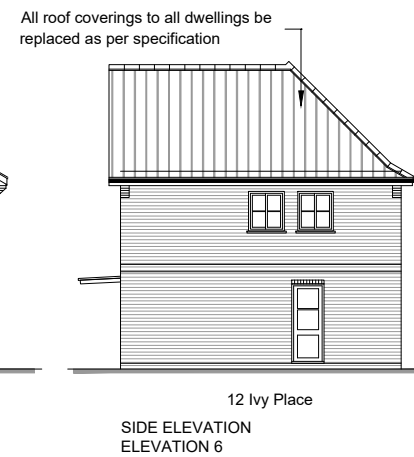 All roof coverings to all dwellings be
replaced as per specification
12 Ivy Place
SIDE ELEVATION
ELEVATION 6